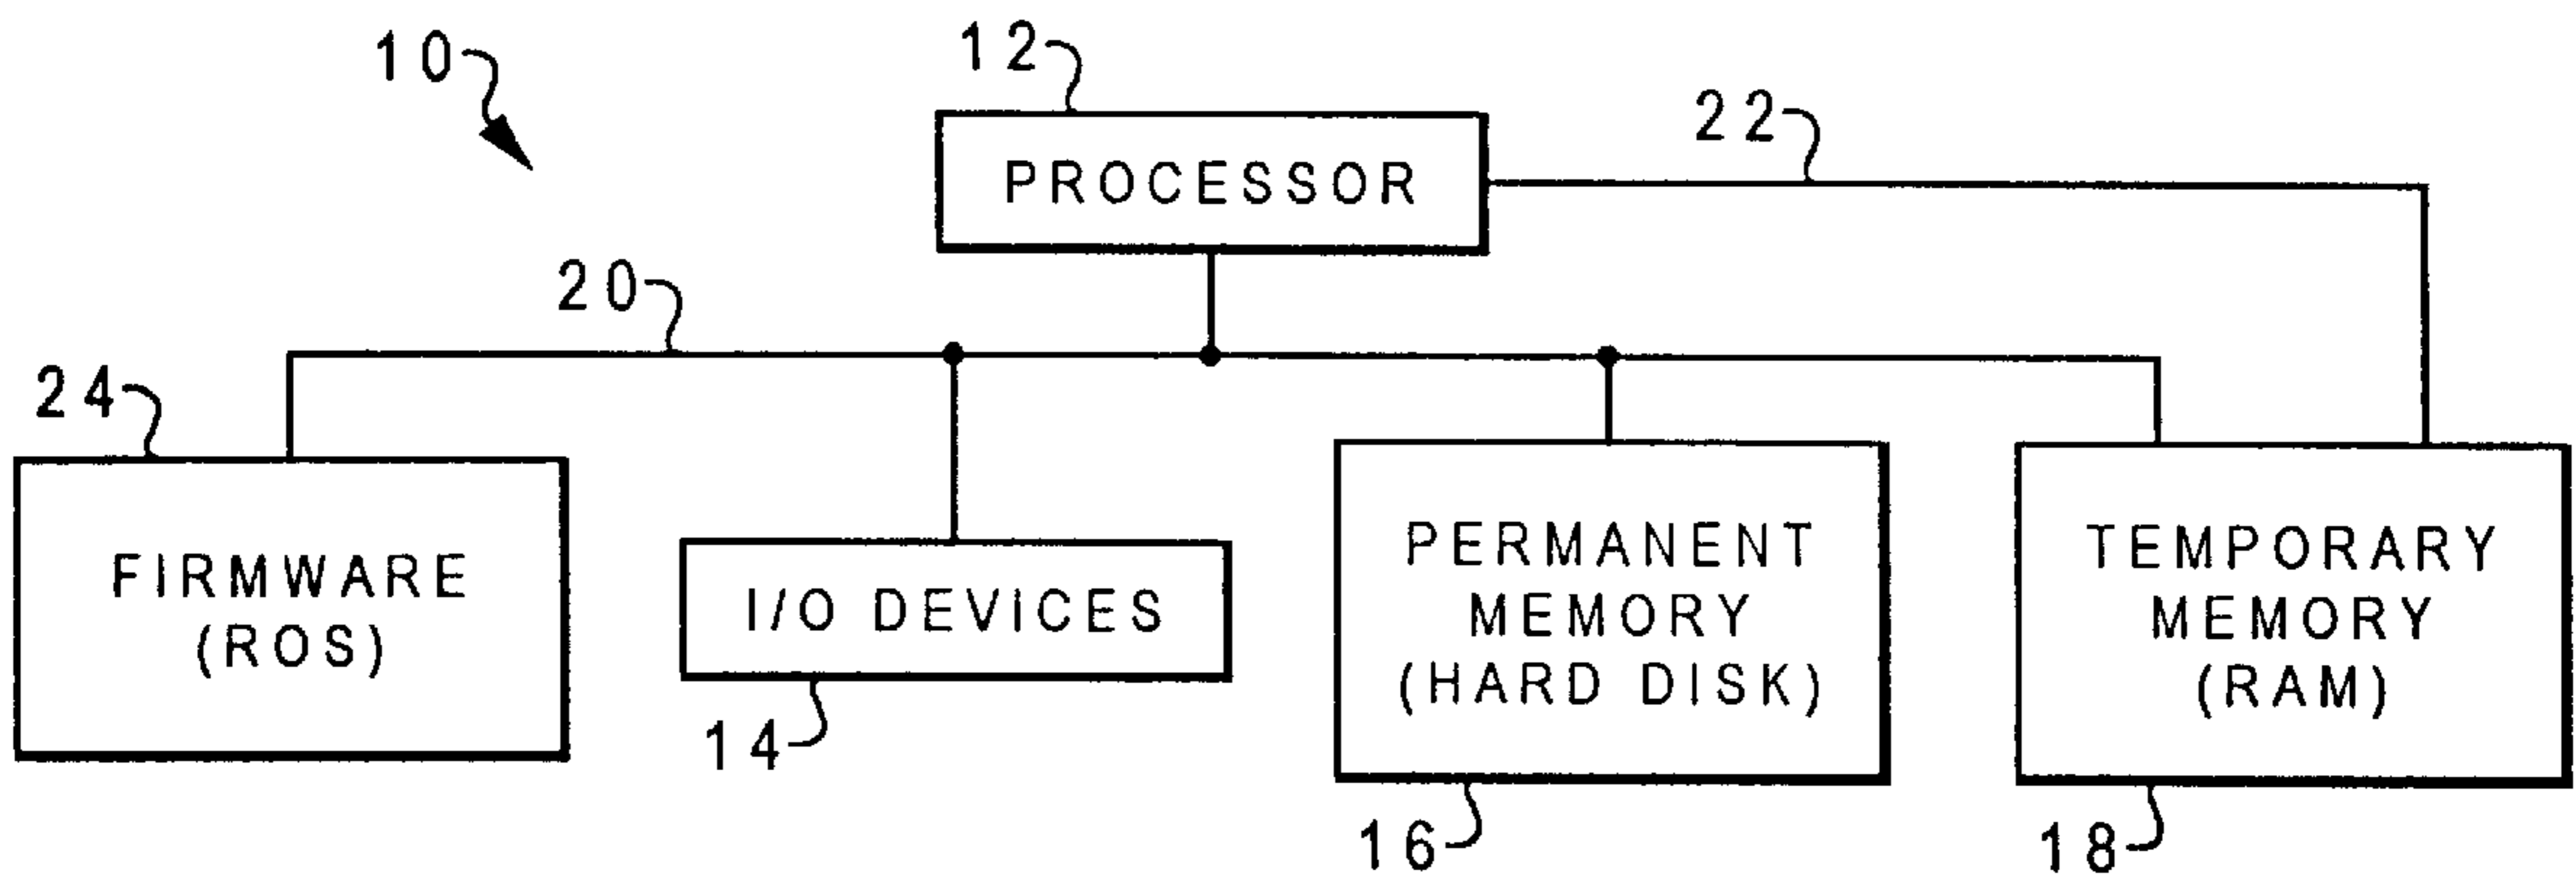 10
12
PROCESSOR
22
20
24
FIRMWARE
(ROS)
I/O DEVICES
14
PERMANENT
MEMORY
(HARD DISK)
16
TEMPORARY
MEMORY
(RAM)
18